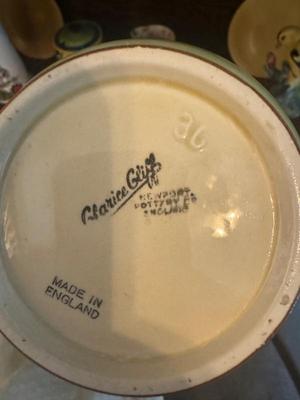 36
Clarice Cliff
NEWPORT
POTTERY CO
ENGLAND
MADE IN
ENGLAND